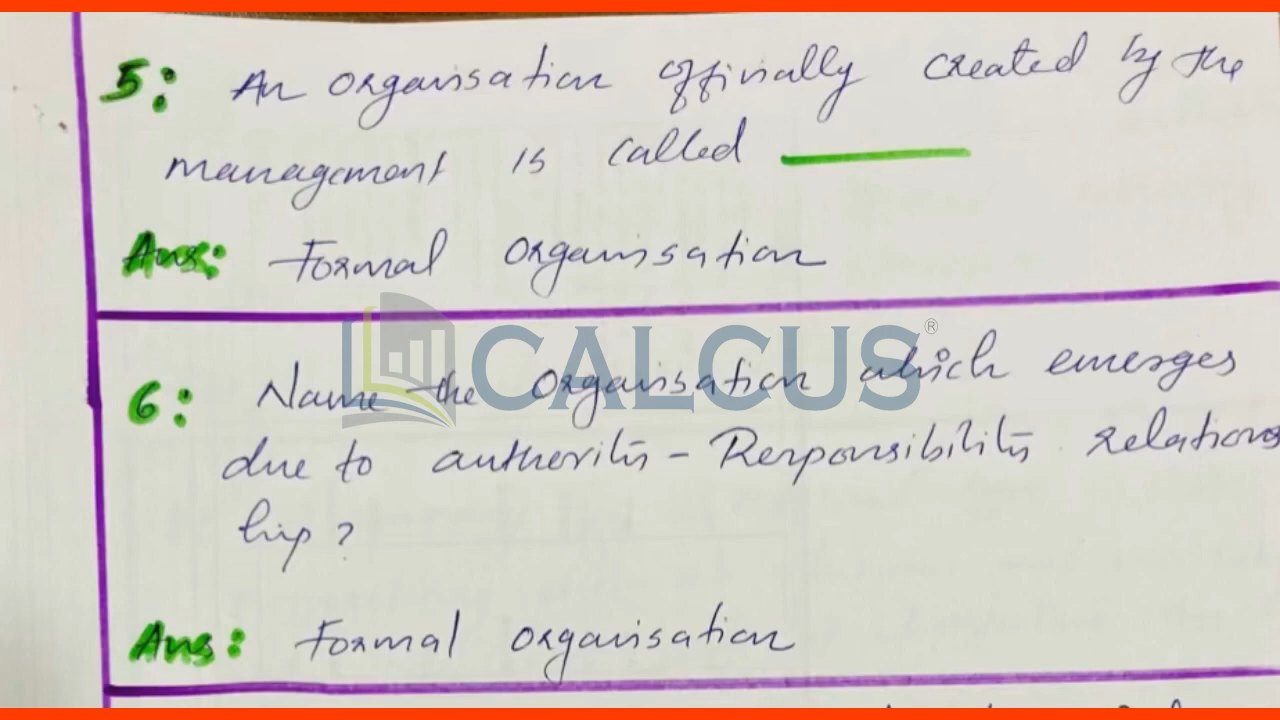 5: An organisation offinally created by the
management is called
Ans: Formal organisation
CALCUS®
6: Name the organisation which emerges
due to authority - Responsibility relations
hip?
Ans: Formal organisation